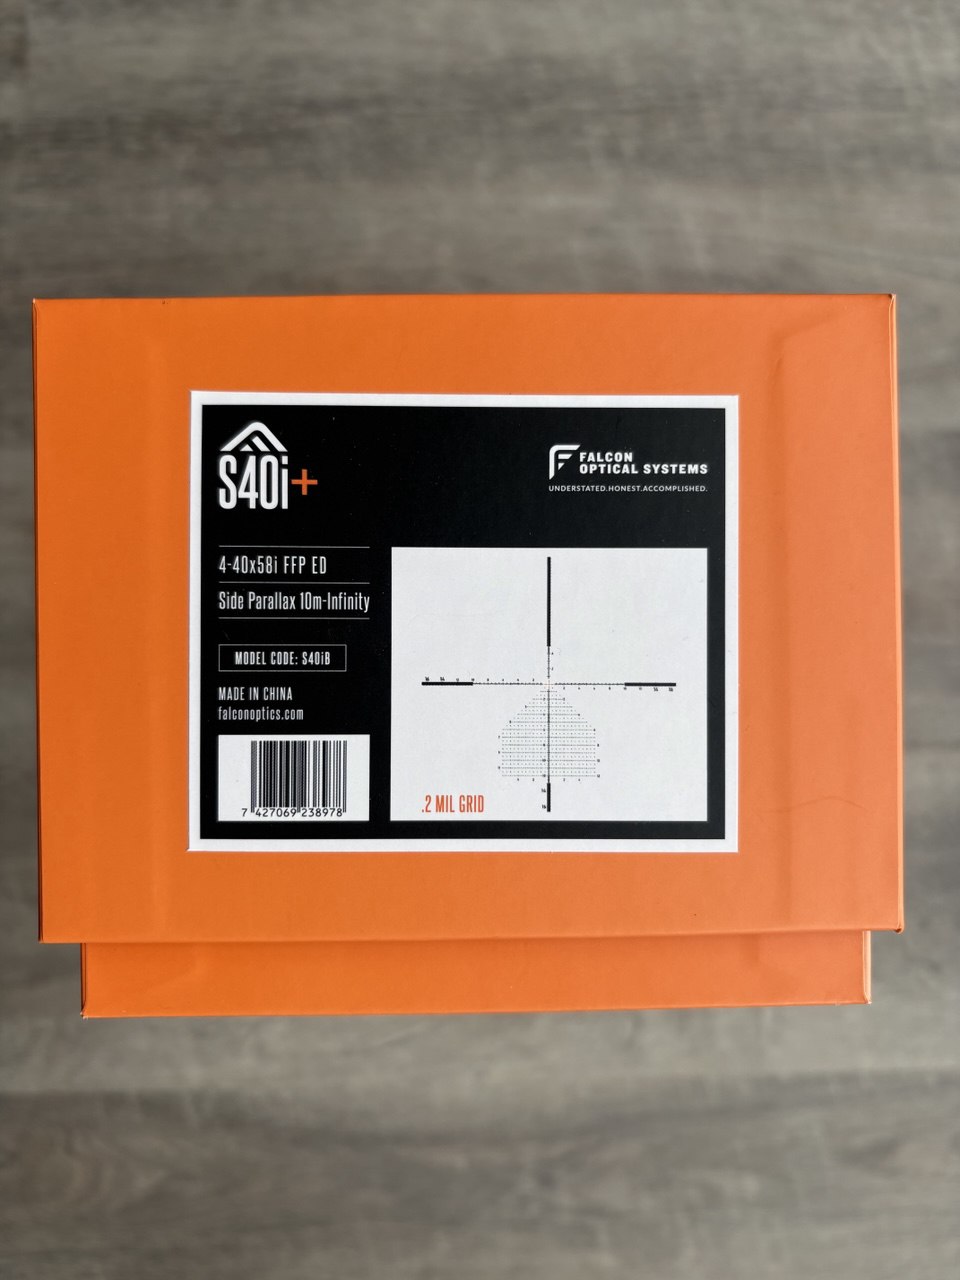 S40i+
FALCON
OPTICAL SYSTEMS
UNDERSTATED.HONEST.ACCOMPLISHED.
4-40x58i FFP ED
Side Parallax 10m-Infinity
MODEL CODE: S40iB
MADE IN CHINA
falconoptics.com
7 427069 238978
.2 MIL GRID